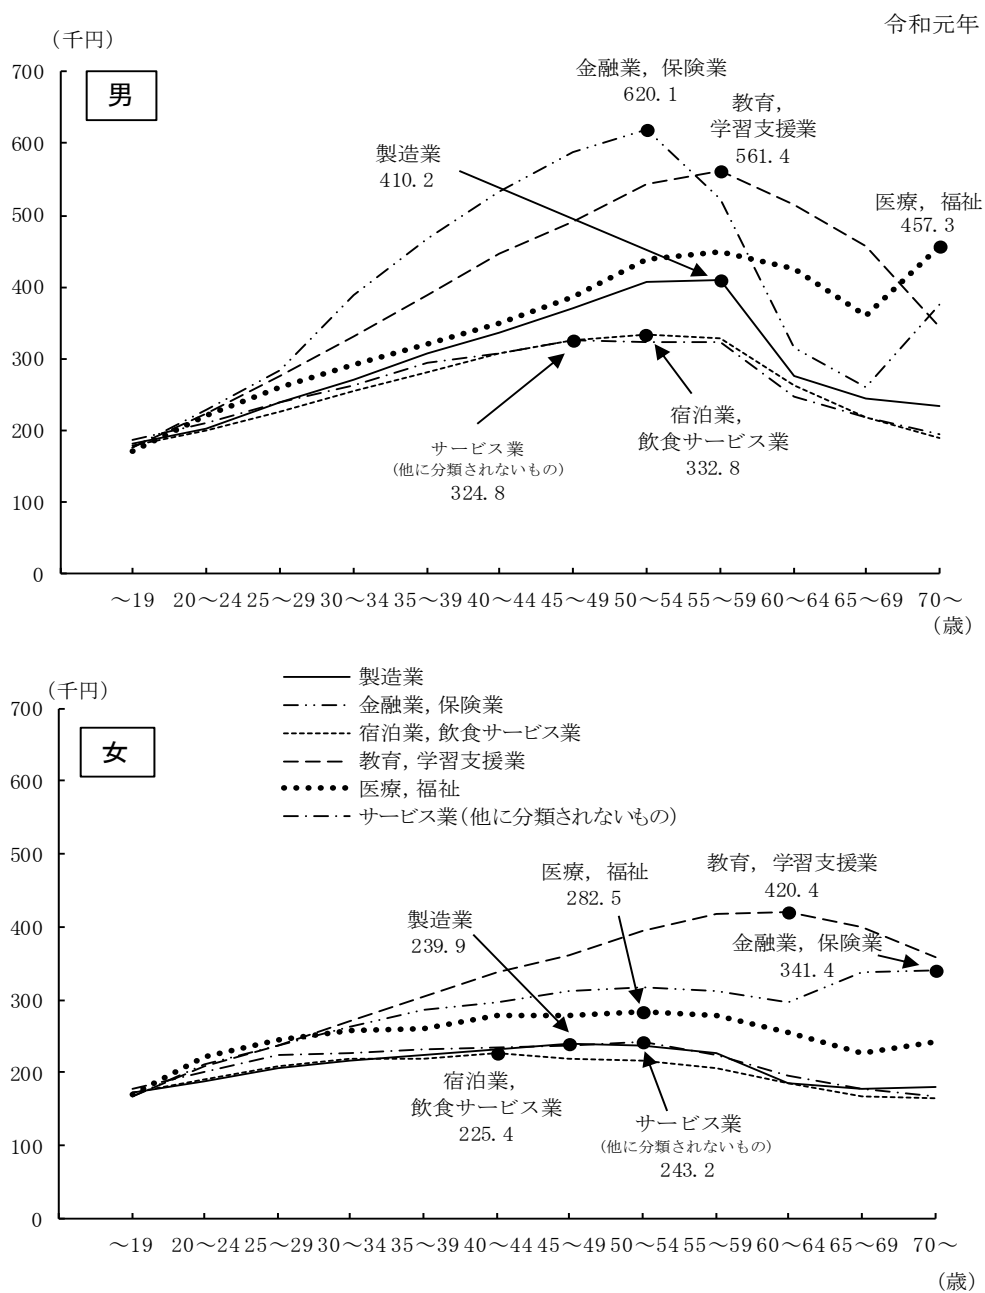 令和元年
（千円）
男
700
600
500
400
300
200
100
0
金融業，保険業
620.1
教育，
学習支援業
561.4
製造業
410.2
医療，福祉
457.3
宿泊業，
飲食サービス業
332.8
サービス業
（他に分類されないもの）
324.8
～19 20～24 25～29 30～34 35～39 40～44 45～49 50～54 55～59 60～64 65～69 70～
（歳）
（千円）
女
700
600
500
400
300
200
100
0
製造業
金融業，保険業
宿泊業，飲食サービス業
教育，学習支援業
医療，福祉
サービス業（他に分類されないもの）
教育，学習支援業
420.4
医療，福祉
282.5
製造業
239.9
金融業，保険業
341.4
宿泊業，
飲食サービス業
225.4
サービス業
（他に分類されないもの）
243.2
～19 20～24 25～29 30～34 35～39 40～44 45～49 50～54 55～59 60～64 65～69 70～
（歳）